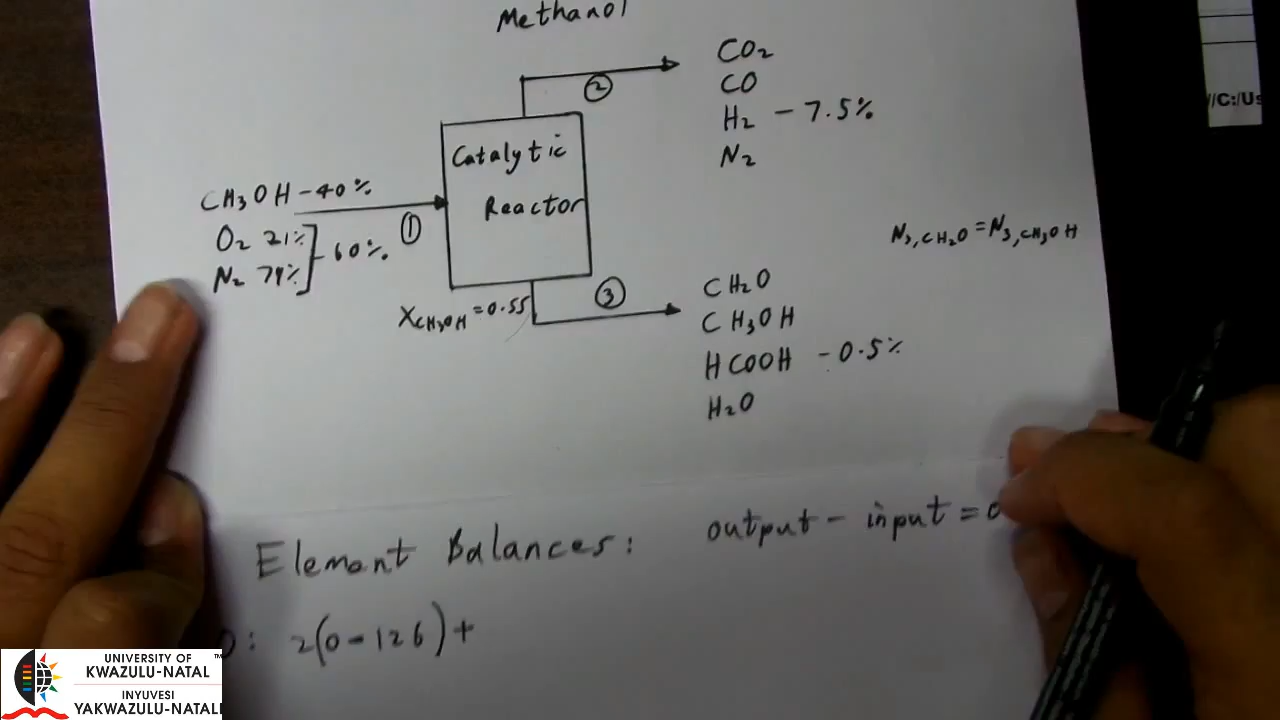 Methanol
②
CO2
CO
H2 - 7.5%
N2
Catalytic
Reactor
CH3OH - 40%
O2 21%
N2 79%
- 60%
①
N3,CH2O = N3,CH3OH
XCH3OH = 0.55
③
CH2O
CH3OH
HCOOH - 0.5%
H2O
Element Balances: output - input = 0
O: 2(0-126) +
//C:/Us
UNIVERSITY OF ™
KWAZULU-NATAL
INYUVESI
YAKWAZULU-NATALI